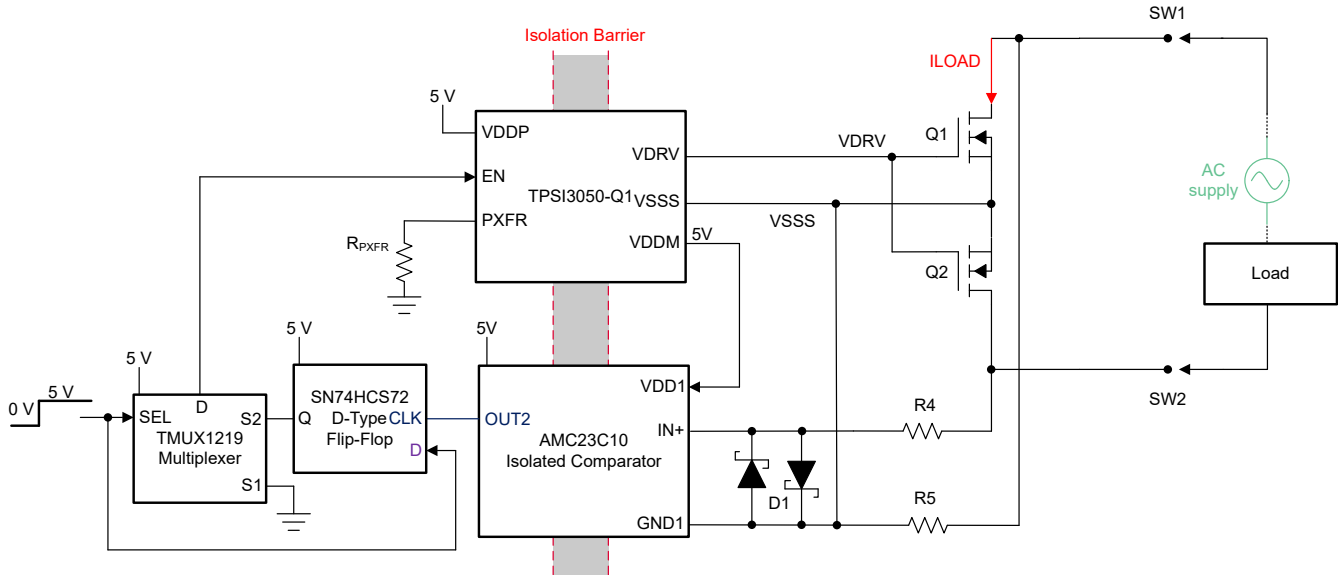 Isolation Barrier
SW1
ILOAD
5 V
VDDP
Q1
VDRV
VDRV
EN
TPSI3050-Q1
VSSS
AC
supply
PXFR
VSSS
VDDM
5V
RPXFR
Q2
Load
5 V
5V
5 V
VDD1
SW2
0 V
5 V
D
SN74HCS72
D-Type
Flip-Flop
SEL
S2
Q
CLK
OUT2
IN+
R4
TMUX1219
Multiplexer
D
AMC23C10
Isolated Comparator
S1
D1
R5
GND1